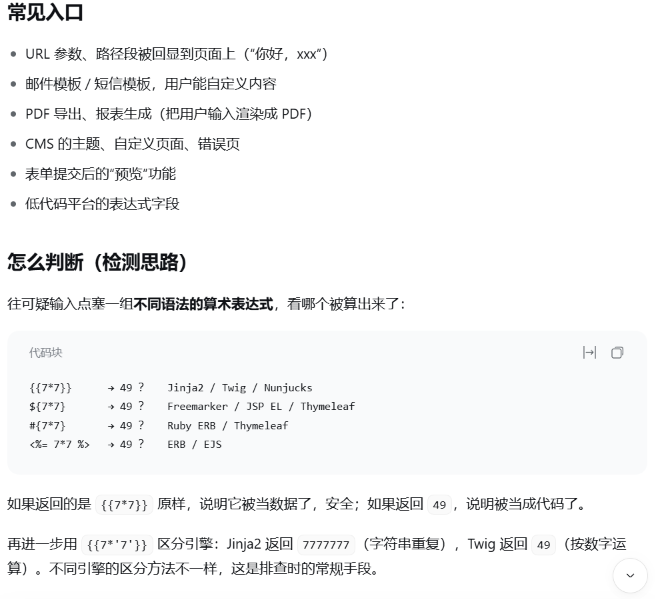 常见入口
• URL 参数、路径段被回显到页面上（“你好，xxx”）
• 邮件模板 / 短信模板，用户能自定义内容
• PDF 导出、报表生成（把用户输入渲染成 PDF）
• CMS 的主题、自定义页面、错误页
• 表单提交后的“预览”功能
• 低代码平台的表达式字段
怎么判断（检测思路）
往可疑输入点塞一组不同语法的算术表达式，看哪个被算出来了：
代码块
{{7*7}} → 49 ? Jinja2 / Twig / Nunjucks
${7*7} → 49 ? Freemarker / JSP EL / Thymeleaf
#{7*7} → 49 ? Ruby ERB / Thymeleaf
<%= 7*7 %> → 49 ? ERB / EJS
如果返回的是 {{7*7}} 原样，说明它被当数据了，安全；如果返回 49，说明被当成代码了。
再进一步用 {{7*'7'}} 区分引擎：Jinja2 返回 7777777（字符串重复），Twig 返回 49（按数字运
算）。不同引擎的区分方法不一样，这是排查时的常规手段。